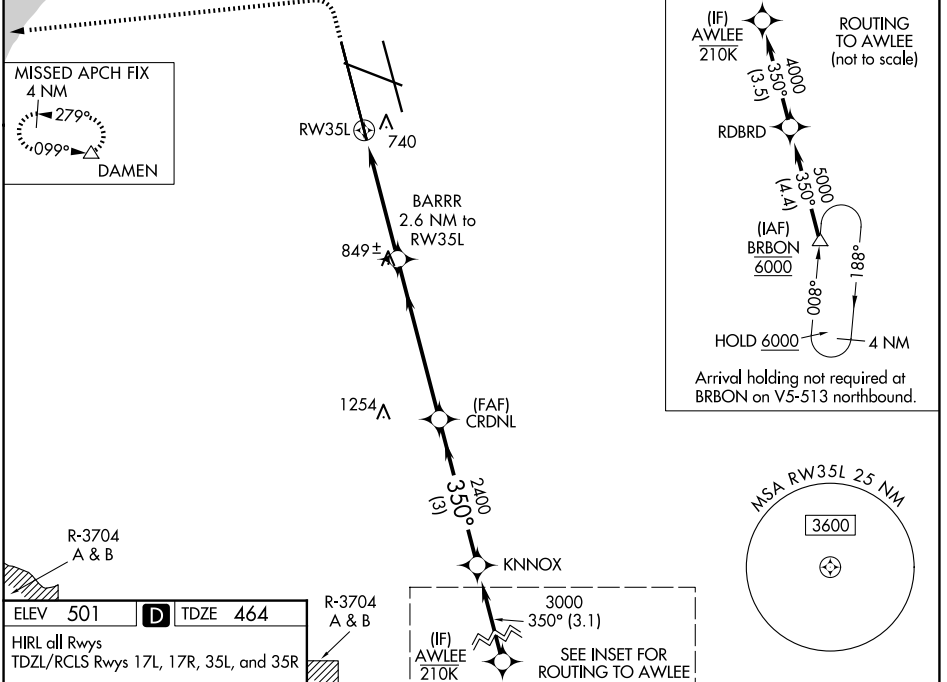 MISSED APCH FIX
4 NM
279°
099°
DAMEN
RW35L
740
BARRR
2.6 NM to
RW35L
849±
1254
(FAF)
CRDNL
2400
350°
(3)
KNNOX
3000
350° (3.1)
(IF)
AWLEE
210K
SEE INSET FOR
ROUTING TO AWLEE
(IF)
AWLEE
210K
ROUTING
TO AWLEE
(not to scale)
4000
350°
(3.5)
RDBRD
5000
350°
(4.4)
(IAF)
BRBON
6000
188°
008°
HOLD 6000
4 NM
Arrival holding not required at
BRBON on V5-513 northbound.
MSA RW35L 25 NM
3600
R-3704
A & B
R-3704
A & B
ELEV 501 D TDZE 464
HIRL all Rwys
TDZL/RCLS Rwys 17L, 17R, 35L, and 35R